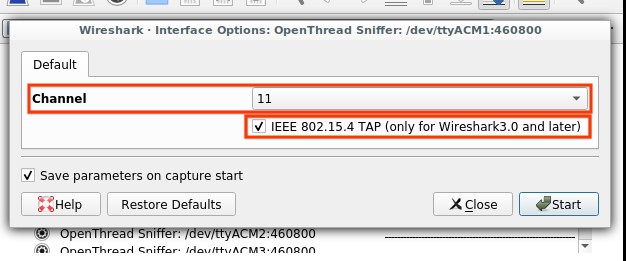 Wireshark · Interface Options: OpenThread Sniffer: /dev/ttyACM1:460800
Default
Channel 11
IEEE 802.15.4 TAP (only for Wireshark3.0 and later)
Save parameters on capture start
Help Restore Defaults Close Start
OpenThread Sniffer: /dev/ttyACM2:460800
OpenThread Sniffer: /dev/ttyACM3:460800